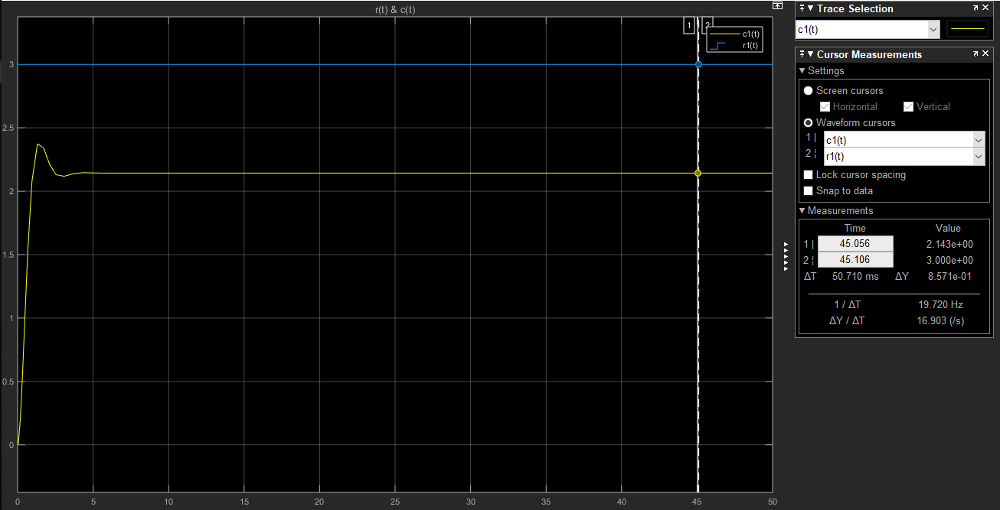 r(t) & c(t)
1 2
c1(t)
r1(t)
3
2.5
2
1.5
1
0.5
0
0 5 10 15 20 25 30 35 40 45 50
Trace Selection
c1(t)
Cursor Measurements
Settings
Screen cursors
Horizontal Vertical
Waveform cursors
1 | c1(t)
2 ¦ r1(t)
Lock cursor spacing
Snap to data
Measurements
Time Value
1 | 45.056 2.143e+00
2 ¦ 45.106 3.000e+00
ΔT 50.710 ms ΔY 8.571e-01
1 / ΔT 19.720 Hz
ΔY / ΔT 16.903 (/s)